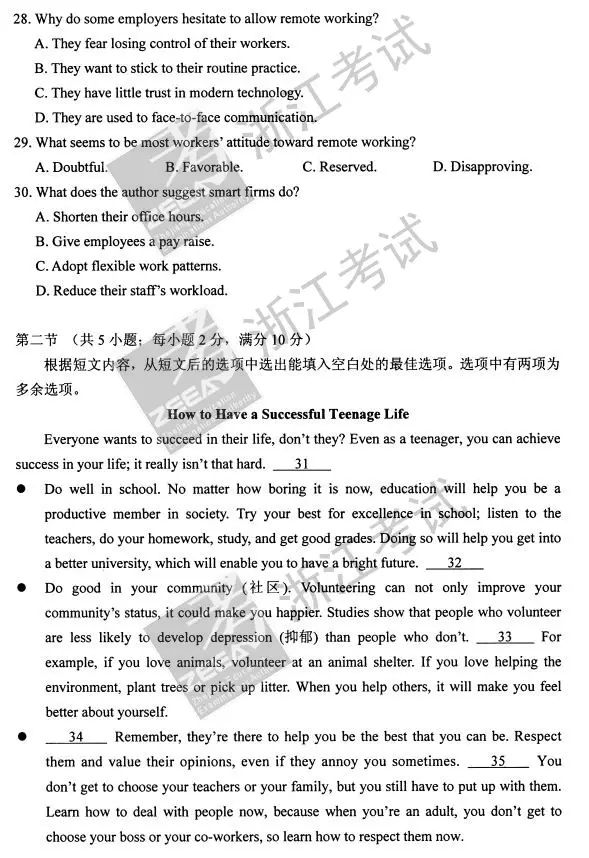 28. Why do some employers hesitate to allow remote working?
A. They fear losing control of their workers.
B. They want to stick to their routine practice.
C. They have little trust in modern technology.
D. They are used to face-to-face communication.
29. What seems to be most workers' attitude toward remote working?
A. Doubtful. B. Favorable. C. Reserved. D. Disapproving.
30. What does the author suggest smart firms do?
A. Shorten their office hours.
B. Give employees a pay raise.
C. Adopt flexible work patterns.
D. Reduce their staff's workload.
第二节 （共 5 小题；每小题 2 分，满分 10 分）
根据短文内容，从短文后的选项中选出能填入空白处的最佳选项。选项中有两项为
多余选项。
How to Have a Successful Teenage Life
Everyone wants to succeed in their life, don't they? Even as a teenager, you can achieve
success in your life; it really isn't that hard. 31
● Do well in school. No matter how boring it is now, education will help you be a
productive member in society. Try your best for excellence in school; listen to the
teachers, do your homework, study, and get good grades. Doing so will help you get into
a better university, which will enable you to have a bright future. 32
● Do good in your community (社区). Volunteering can not only improve your
community's status, it could make you happier. Studies show that people who volunteer
are less likely to develop depression (抑郁) than people who don't. 33 For
example, if you love animals, volunteer at an animal shelter. If you love helping the
environment, plant trees or pick up litter. When you help others, it will make you feel
better about yourself.
● 34 Remember, they're there to help you be the best that you can be. Respect
them and value their opinions, even if they annoy you sometimes. 35 You
don't get to choose your teachers or your family, but you still have to put up with them.
Learn how to deal with people now, because when you're an adult, you don't get to
choose your boss or your co-workers, so learn how to respect them now.
浙江考试
ZEEA
浙江考试
ZEEA
浙江考试
ZEEA